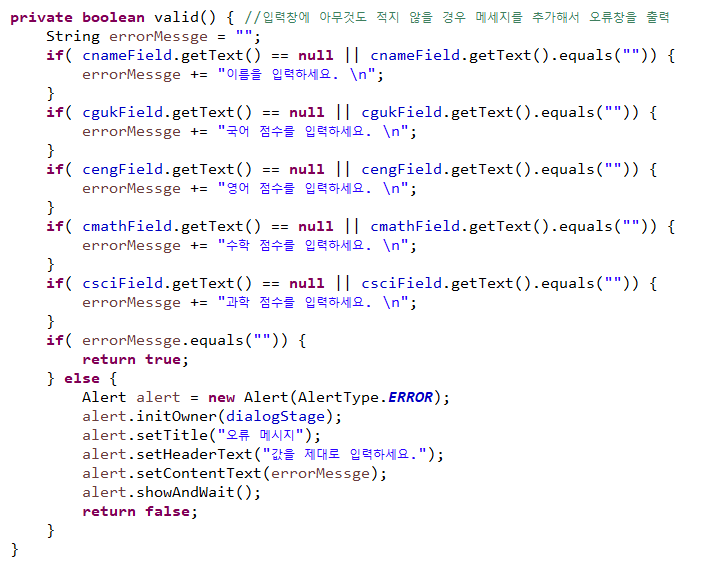 private boolean valid() { //입력창에 아무것도 적지 않을 경우 메세지를 추가해서 오류창을 출력
    String errorMessge = "";
    if( cnameField.getText() == null || cnameField.getText().equals("")) {
        errorMessge += "이름을 입력하세요. \n";
    }
    if( cgukField.getText() == null || cgukField.getText().equals("")) {
        errorMessge += "국어 점수를 입력하세요. \n";
    }
    if( cengField.getText() == null || cengField.getText().equals("")) {
        errorMessge += "영어 점수를 입력하세요. \n";
    }
    if( cmathField.getText() == null || cmathField.getText().equals("")) {
        errorMessge += "수학 점수를 입력하세요. \n";
    }
    if( csciField.getText() == null || csciField.getText().equals("")) {
        errorMessge += "과학 점수를 입력하세요. \n";
    }
    if( errorMessge.equals("")) {
        return true;
    } else {
        Alert alert = new Alert(AlertType.ERROR);
        alert.initOwner(dialogStage);
        alert.setTitle("오류 메시지");
        alert.setHeaderText("값을 제대로 입력하세요.");
        alert.setContentText(errorMessge);
        alert.showAndWait();
        return false;
    }
}